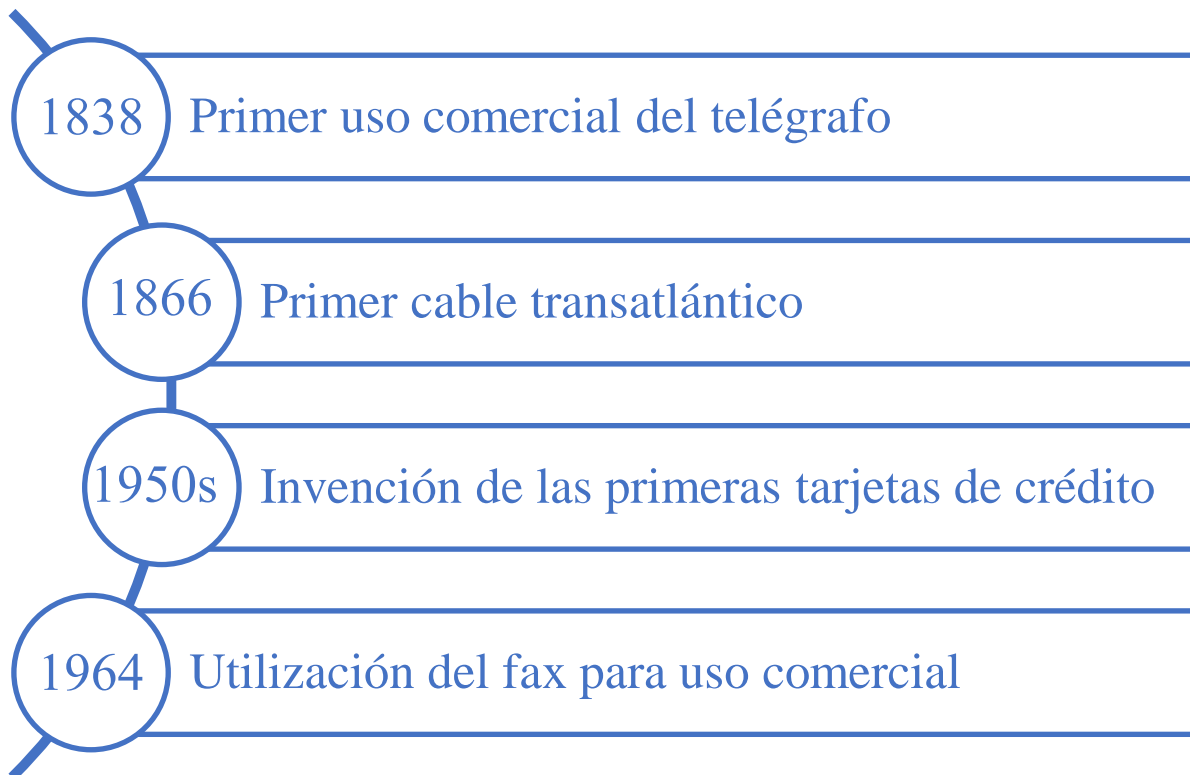 1838
Primer uso comercial del telégrafo
1866
Primer cable transatlántico
1950s
Invención de las primeras tarjetas de crédito
1964
Utilización del fax para uso comercial